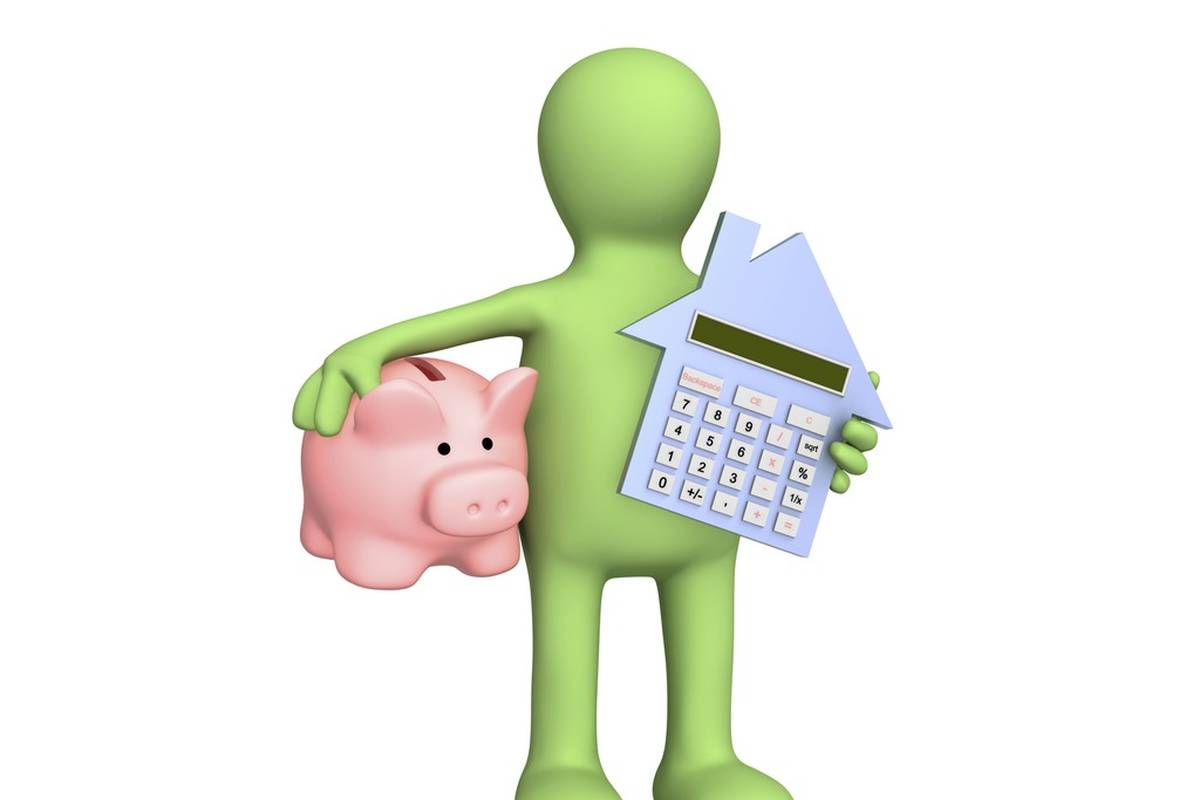 Backspace CE C
7 8 9 / sqrt
4 5 6 x %
1 2 3 - 1/x
0 +/- , + =